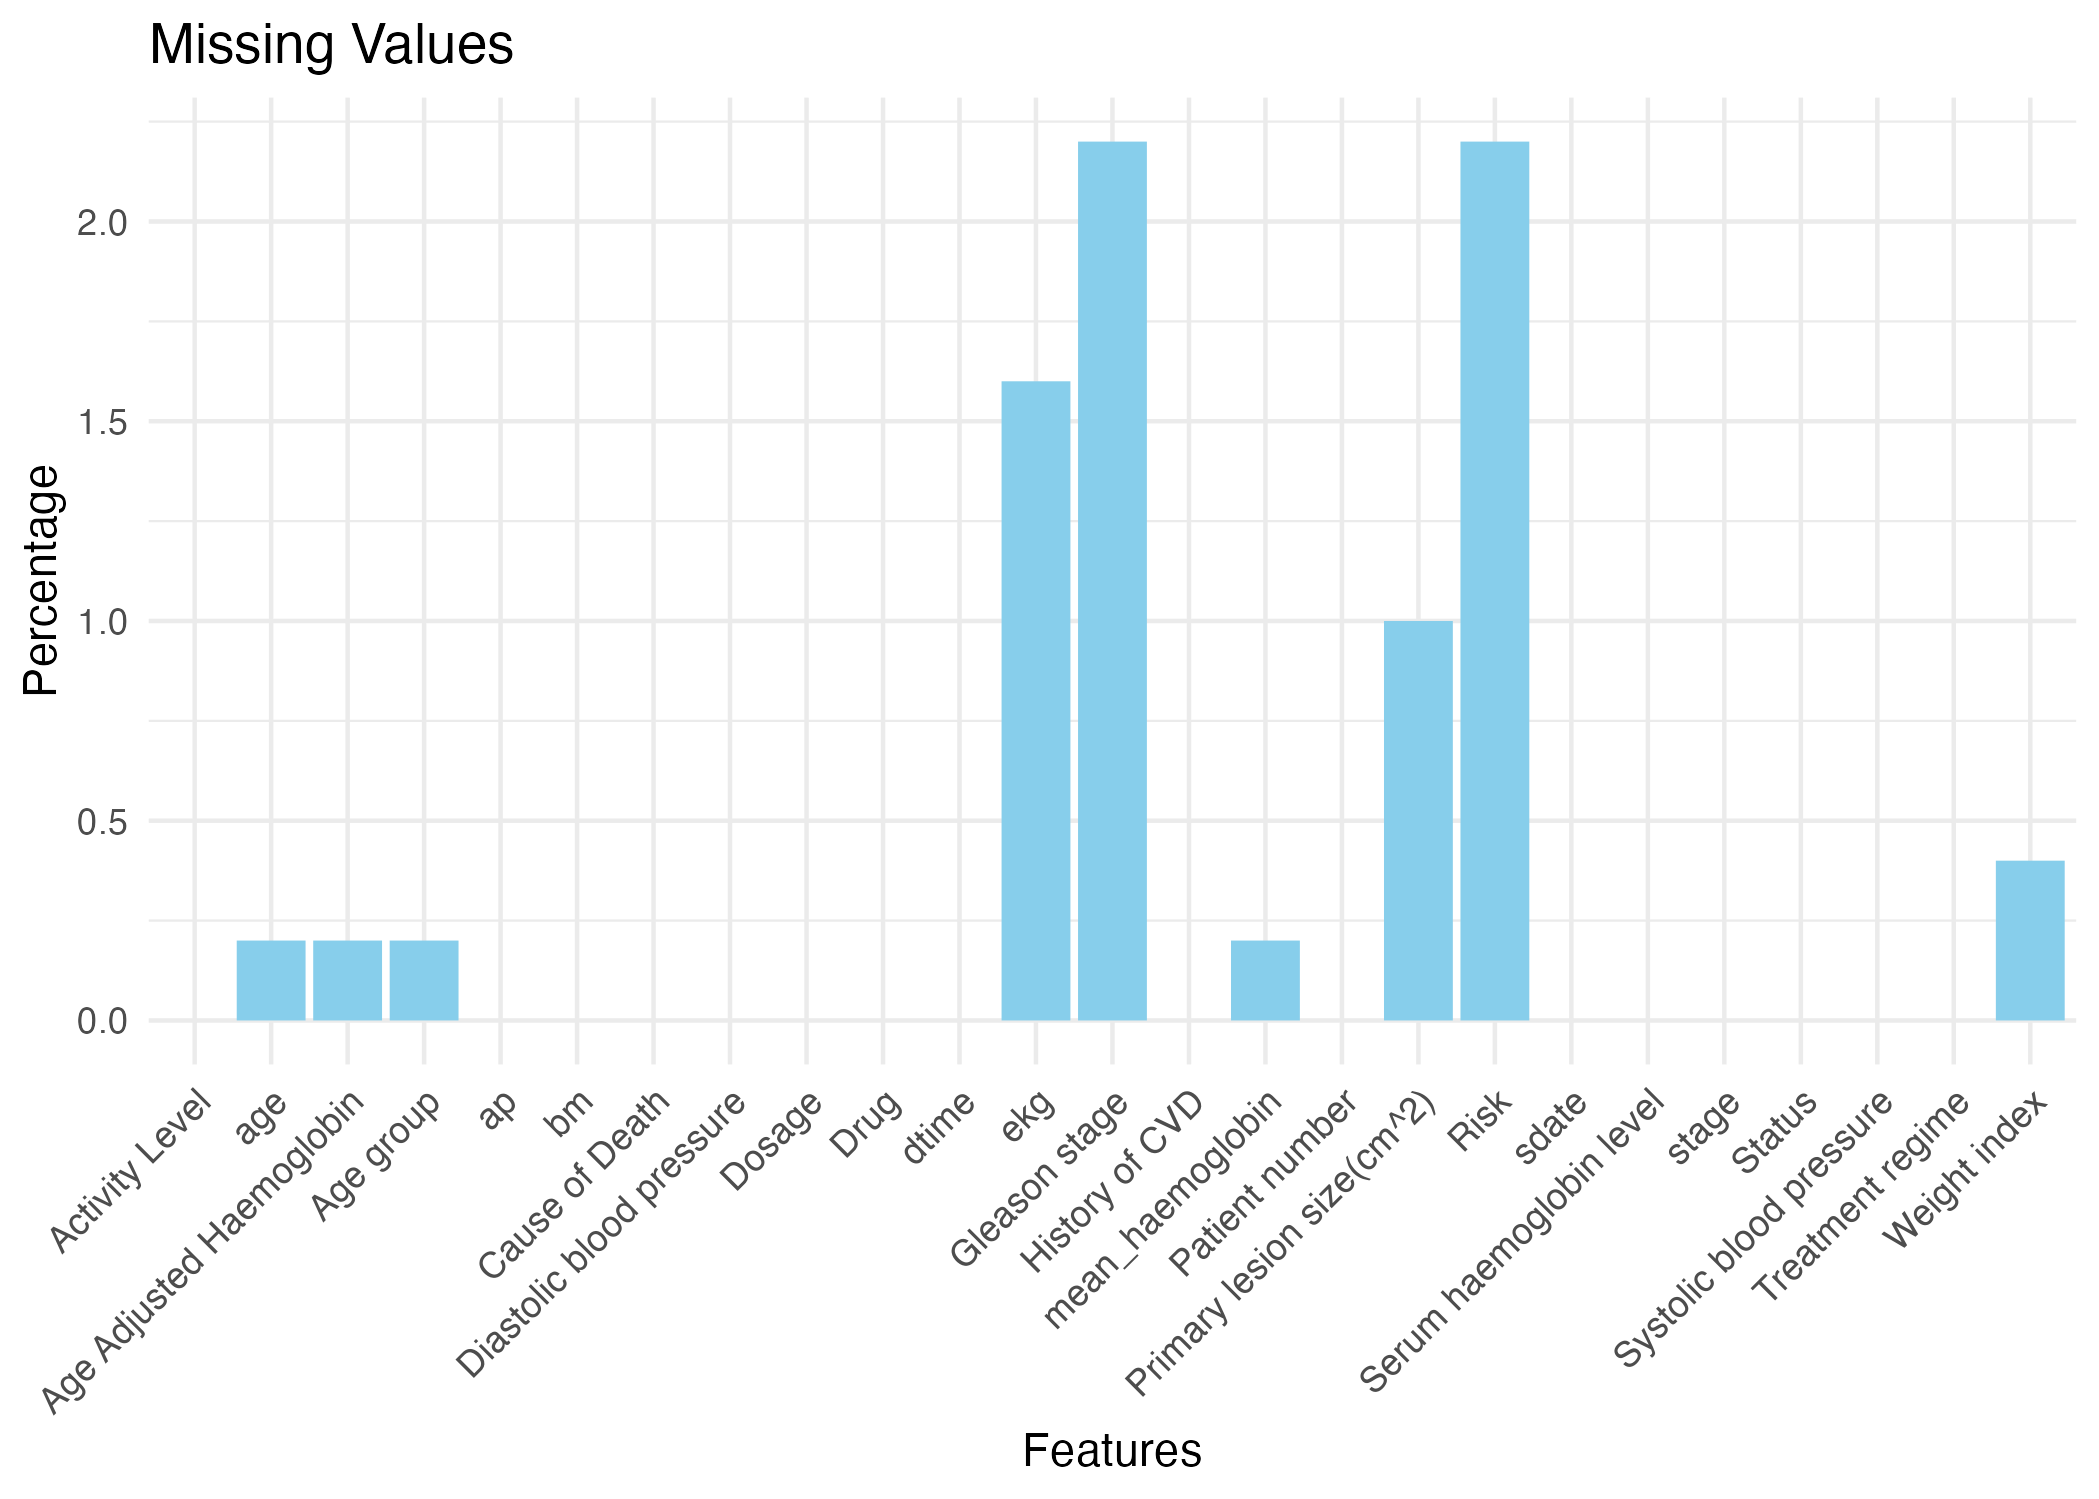 Missing Values
Percentage
2.0
1.5
1.0
0.5
0.0
Activity Level
age
Age Adjusted Haemoglobin
Age group
ap
bm
Cause of Death
Diastolic blood pressure
Dosage
Drug
dtime
ekg
Gleason stage
History of CVD
mean_haemoglobin
Patient number
Primary lesion size(cm^2)
Risk
sdate
Serum haemoglobin level
stage
Status
Systolic blood pressure
Treatment regime
Weight index
Features